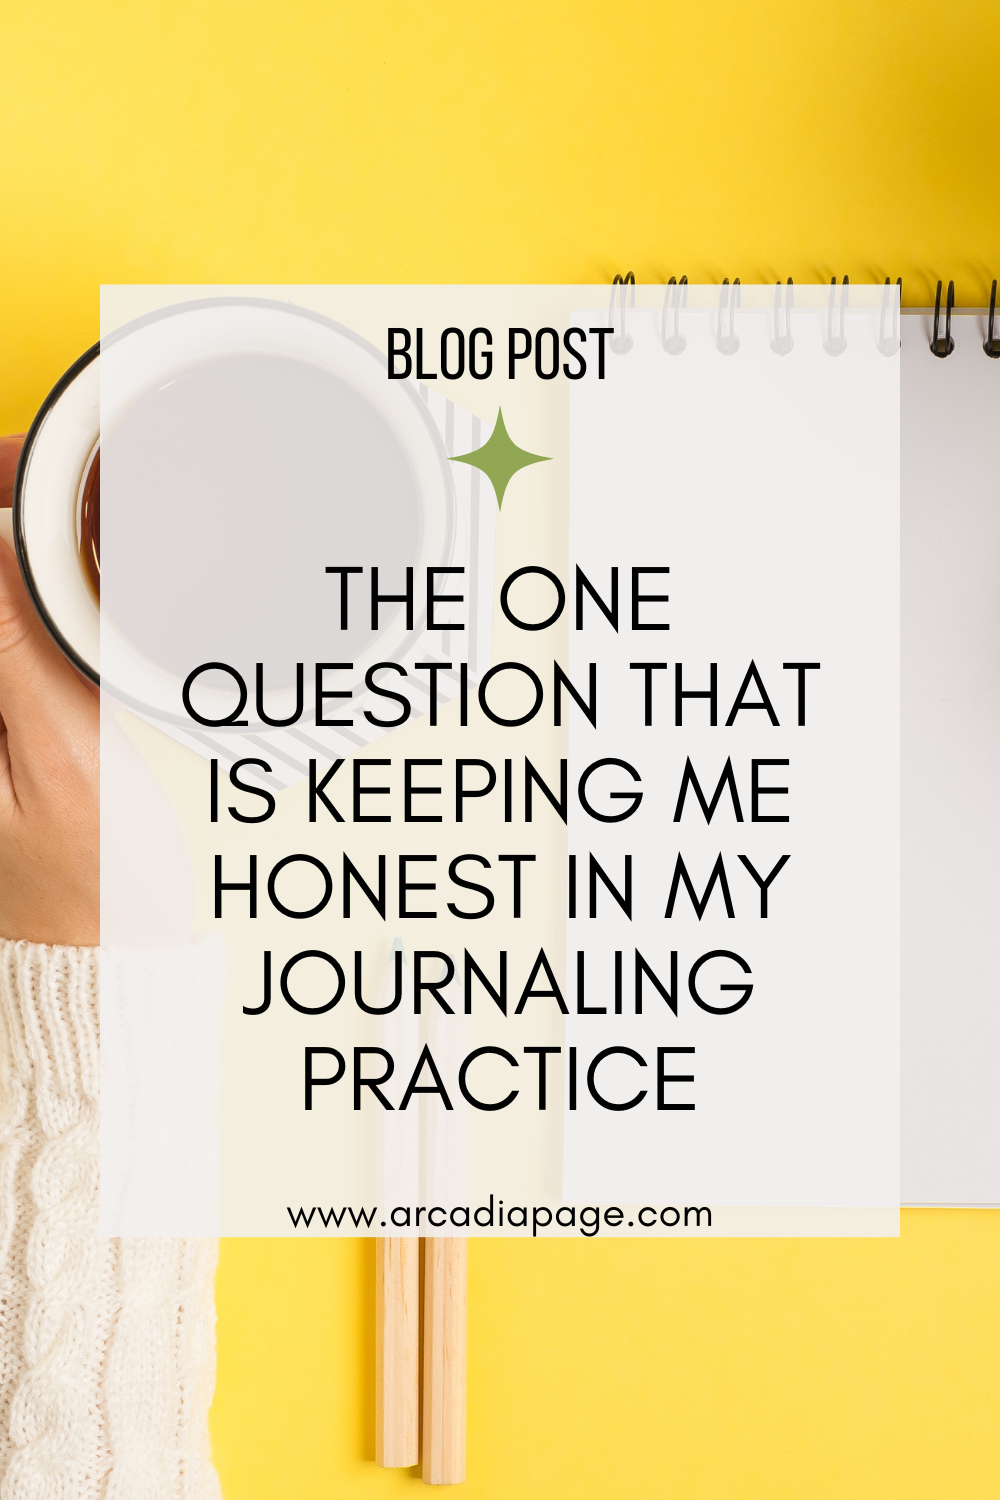 BLOG POST
THE ONE
QUESTION THAT
IS KEEPING ME
HONEST IN MY
JOURNALING
PRACTICE
www.arcadiapage.com